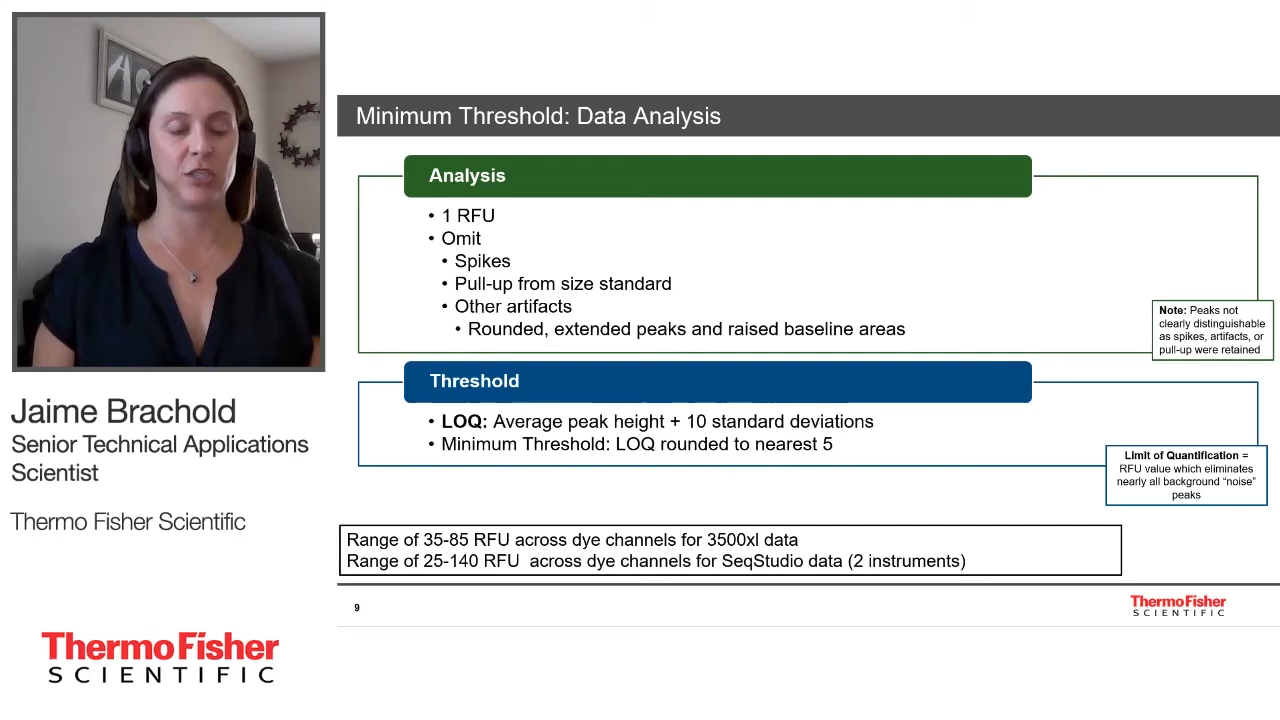 Minimum Threshold: Data Analysis
Analysis
• 1 RFU
• Omit
• Spikes
• Pull-up from size standard
• Other artifacts
• Rounded, extended peaks and raised baseline areas
Note: Peaks not
clearly distinguishable
as spikes, artifacts, or
pull-up were retained
Threshold
• LOQ: Average peak height + 10 standard deviations
• Minimum Threshold: LOQ rounded to nearest 5
Limit of Quantification =
RFU value which eliminates
nearly all background “noise”
peaks
Range of 35-85 RFU across dye channels for 3500xl data
Range of 25-140 RFU across dye channels for SeqStudio data (2 instruments)
9
ThermoFisher
SCIENTIFIC
Jaime Brachold
Senior Technical Applications
Scientist
Thermo Fisher Scientific
ThermoFisher
SCIENTIFIC